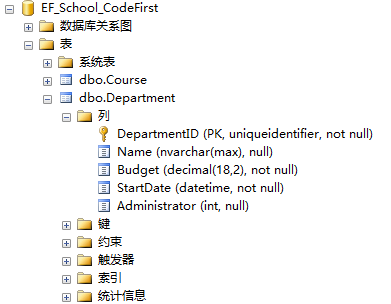 EF_School_CodeFirst
数据库关系图
表
系统表
dbo.Course
dbo.Department
列
DepartmentID (PK, uniqueidentifier, not null)
Name (nvarchar(max), null)
Budget (decimal(18,2), not null)
StartDate (datetime, not null)
Administrator (int, null)
键
约束
触发器
索引
统计信息